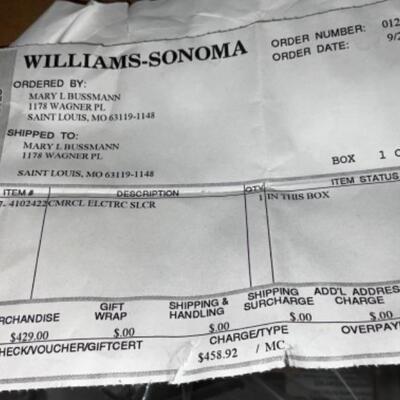 WILLIAMS-SONOMA
ORDER NUMBER: 012
ORDER DATE: 9/2
ORDERED BY:
MARY L BUSSMANN
1178 WAGNER PL
SAINT LOUIS, MO 63119-1148
SHIPPED TO:
MARY L BUSSMANN
1178 WAGNER PL
SAINT LOUIS, MO 63119-1148
BOX 1 O
ITEM # DESCRIPTION QTY ITEM STATUS
7- 4102422 CMRCL ELCTRC SLCR 1 IN THIS BOX
RCHANDISE GIFT WRAP SHIPPING & HANDLING SHIPPING SURCHARGE ADD'L ADDRES CHARGE
$429.00 $.00 $.00 $.00 $.00
HECK/VOUCHER/GIFTCERT CHARGE/TYPE OVERPAY
$458.92 / MC